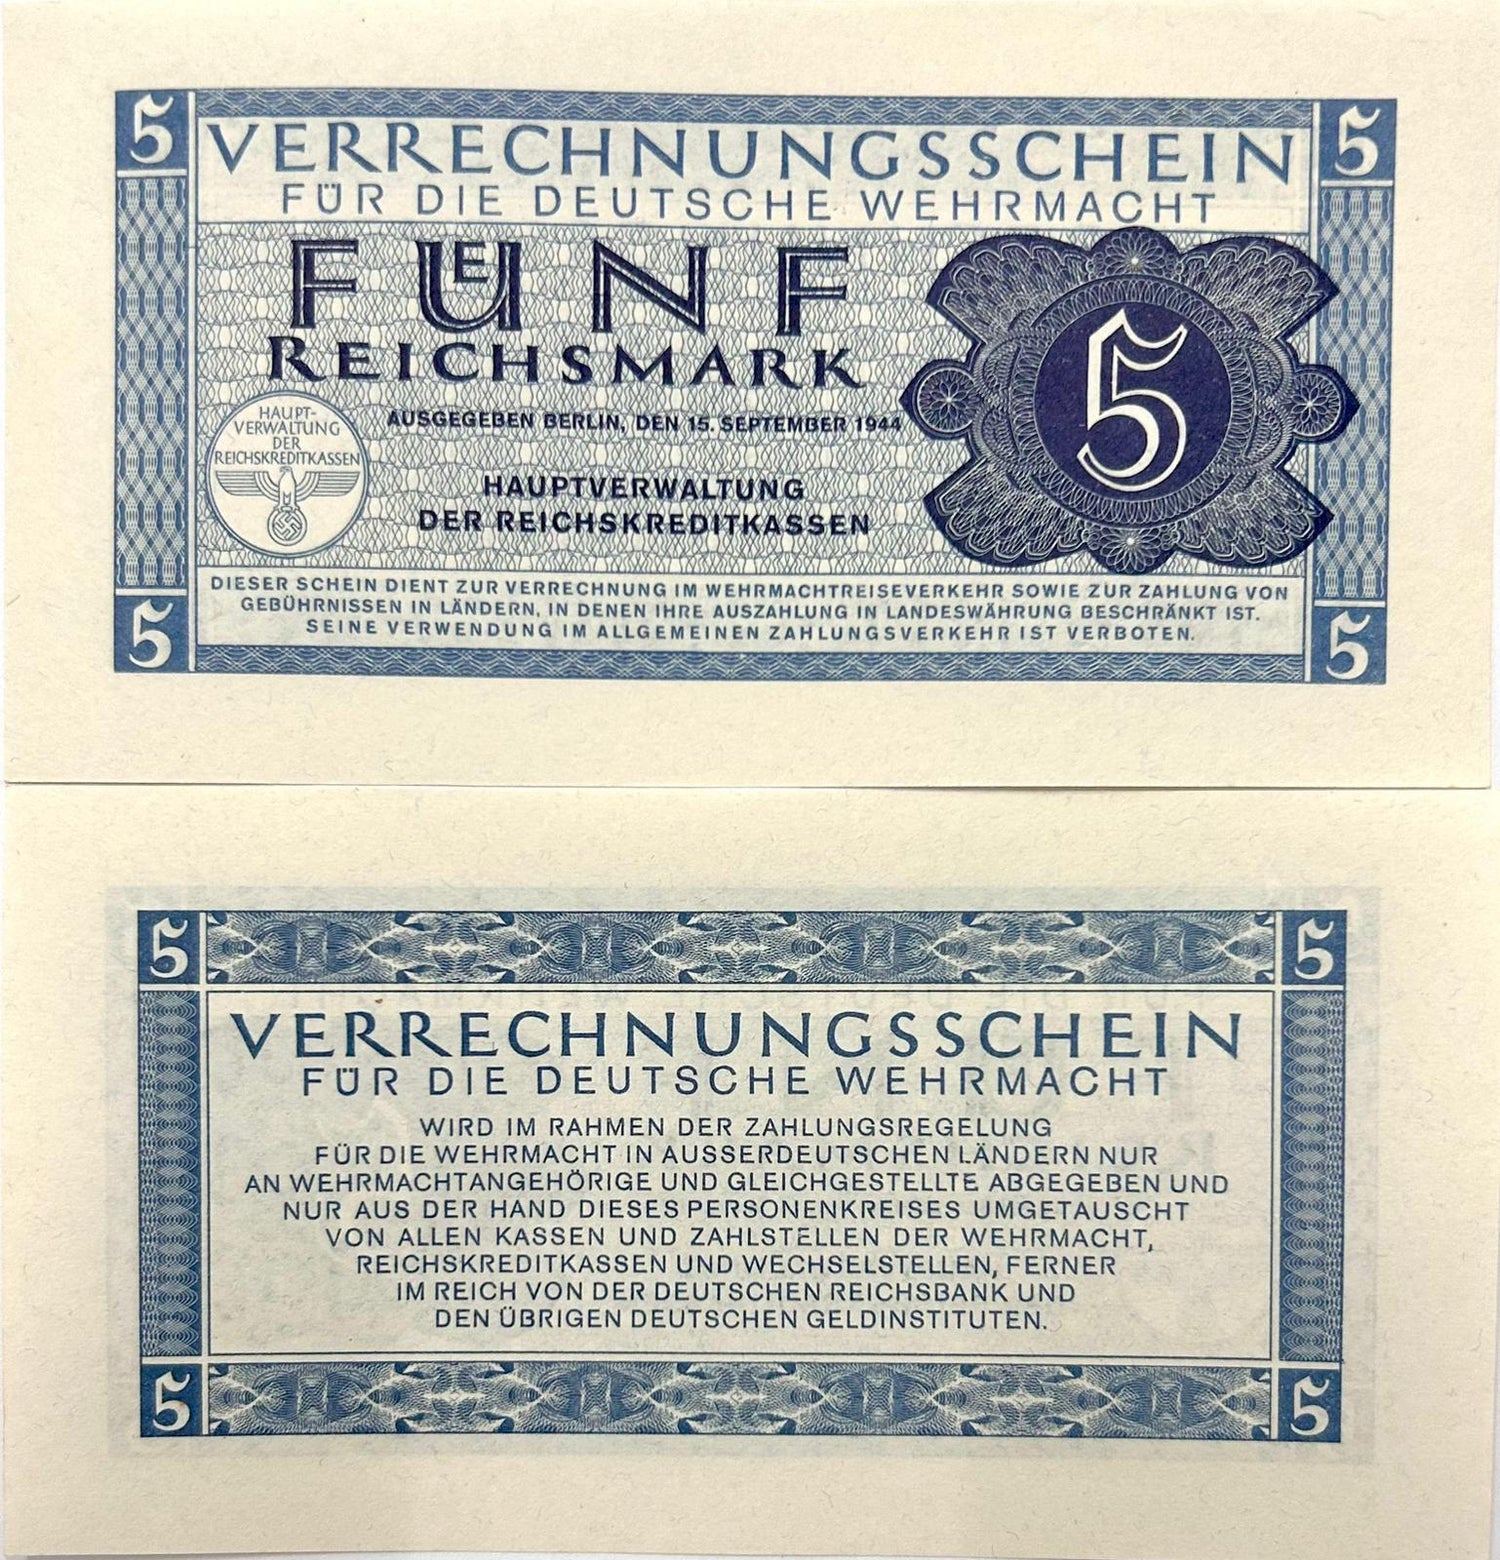 5
5
VERRECHNUNGSSCHEIN
FÜR DIE DEUTSCHE WEHRMACHT
FÜNF
REICHSMARK
5
HAUPT-
VERWALTUNG
DER
REICHSKREDITKASSEN
AUSGEGEBEN BERLIN, DEN 15. SEPTEMBER 1944
HAUPTVERWALTUNG
DER REICHSKREDITKASSEN
DIESER SCHEIN DIENT ZUR VERRECHNUNG IM WEHRMACHTREISEVERKEHR SOWIE ZUR ZAHLUNG VON
GEBÜHRNISSEN IN LÄNDERN, IN DENEN IHRE AUSZAHLUNG IN LANDESWÄHRUNG BESCHRÄNKT IST.
SEINE VERWENDUNG IM ALLGEMEINEN ZAHLUNGSVERKEHR IST VERBOTEN.
5
5
5
5
VERRECHNUNGSSCHEIN
FÜR DIE DEUTSCHE WEHRMACHT
WIRD IM RAHMEN DER ZAHLUNGSREGELUNG
FÜR DIE WEHRMACHT IN AUSSERDEUTSCHEN LÄNDERN NUR
AN WEHRMACHTANGEHÖRIGE UND GLEICHGESTELLTE ABGEGEBEN UND
NUR AUS DER HAND DIESES PERSONENKREISES UMGETAUSCHT
VON ALLEN KASSEN UND ZAHLSTELLEN DER WEHRMACHT,
REICHSKREDITKASSEN UND WECHSELSTELLEN, FERNER
IM REICH VON DER DEUTSCHEN REICHSBANK UND
DEN ÜBRIGEN DEUTSCHEN GELDINSTITUTEN.
5
5